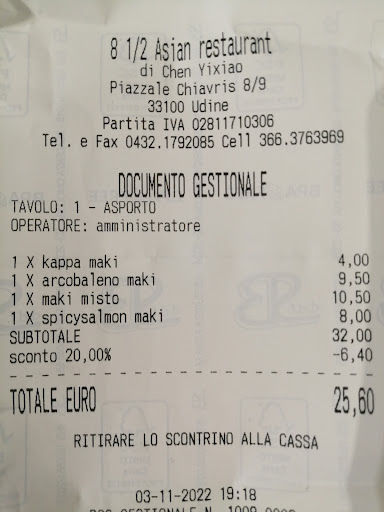 8 1/2 Asian restaurant
di Chen Yixiao
Piazzale Chiavris 8/9
33100 Udine
Partita IVA 02811710306
Tel. e Fax 0432.1792085 Cell 366.3763969
DOCUMENTO GESTIONALE
TAVOLO: 1 - ASPORTO
OPERATORE: amministratore
1 X kappa maki 4,00
1 X arcobaleno maki 9,50
1 X maki misto 10,50
1 X spicysalmon maki 8,00
SUBTOTALE 32,00
sconto 20,00% -6,40
TOTALE EURO 25,60
RITIRARE LO SCONTRINO ALLA CASSA
03-11-2022 19:18